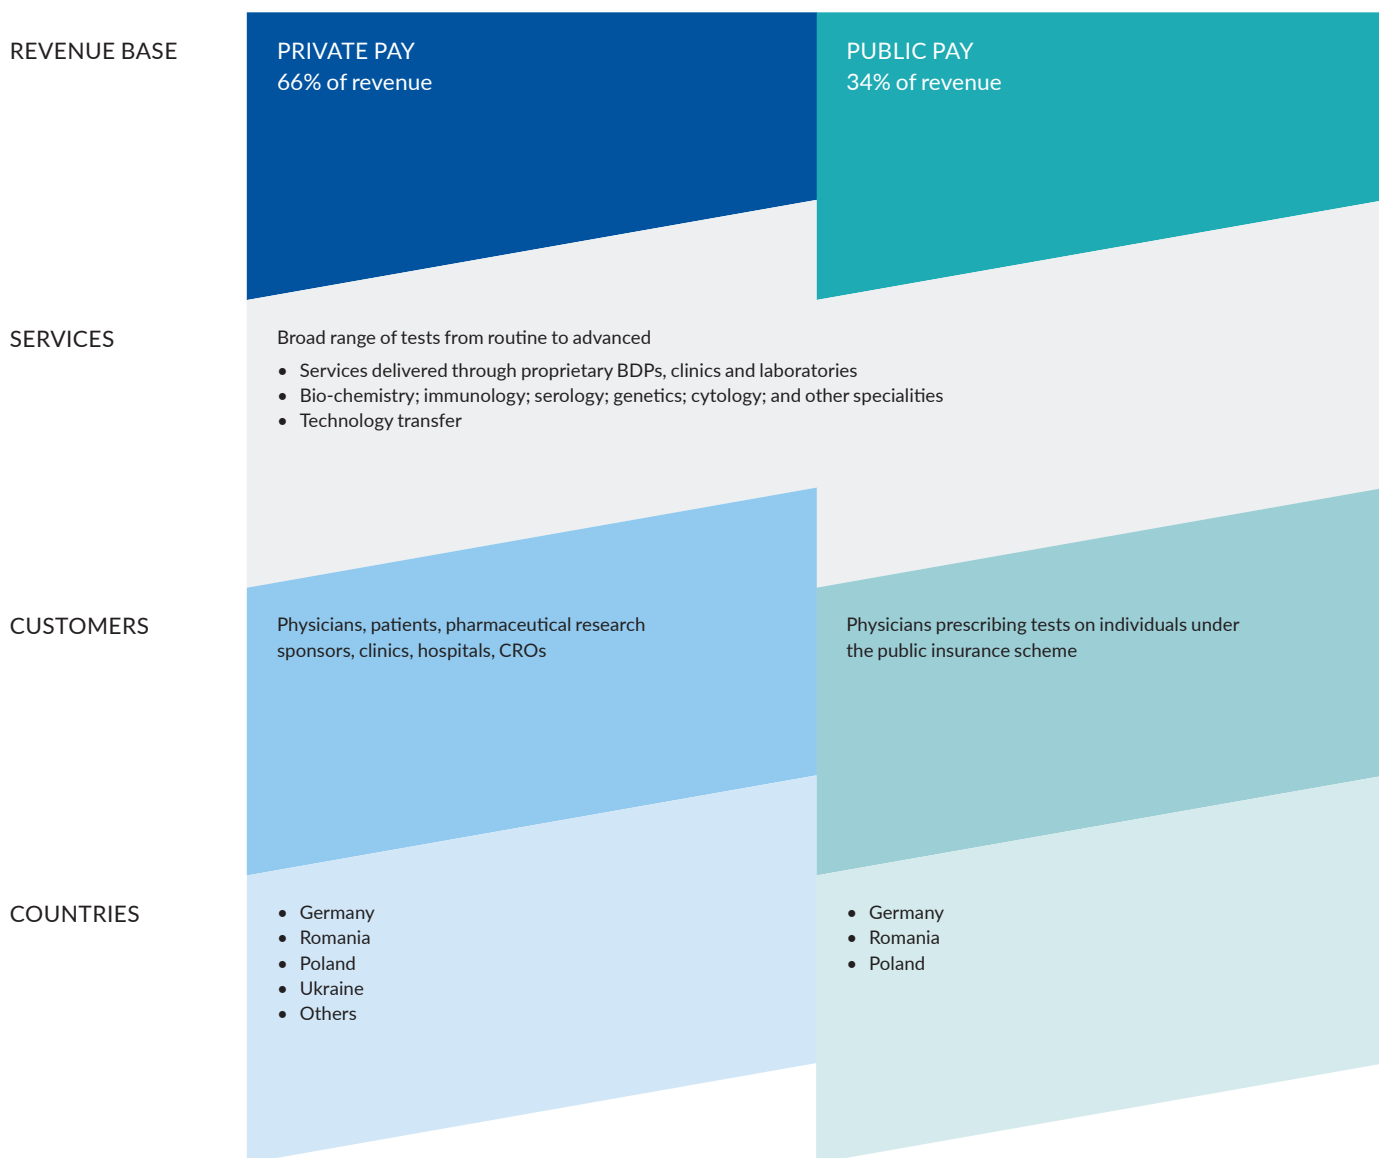 REVENUE BASE
PRIVATE PAY
66% of revenue
PUBLIC PAY
34% of revenue
SERVICES
Broad range of tests from routine to advanced
• Services delivered through proprietary BDPs, clinics and laboratories
• Bio-chemistry; immunology; serology; genetics; cytology; and other specialities
• Technology transfer
CUSTOMERS
Physicians, patients, pharmaceutical research
sponsors, clinics, hospitals, CROs
Physicians prescribing tests on individuals under
the public insurance scheme
COUNTRIES
• Germany
• Romania
• Poland
• Ukraine
• Others
• Germany
• Romania
• Poland